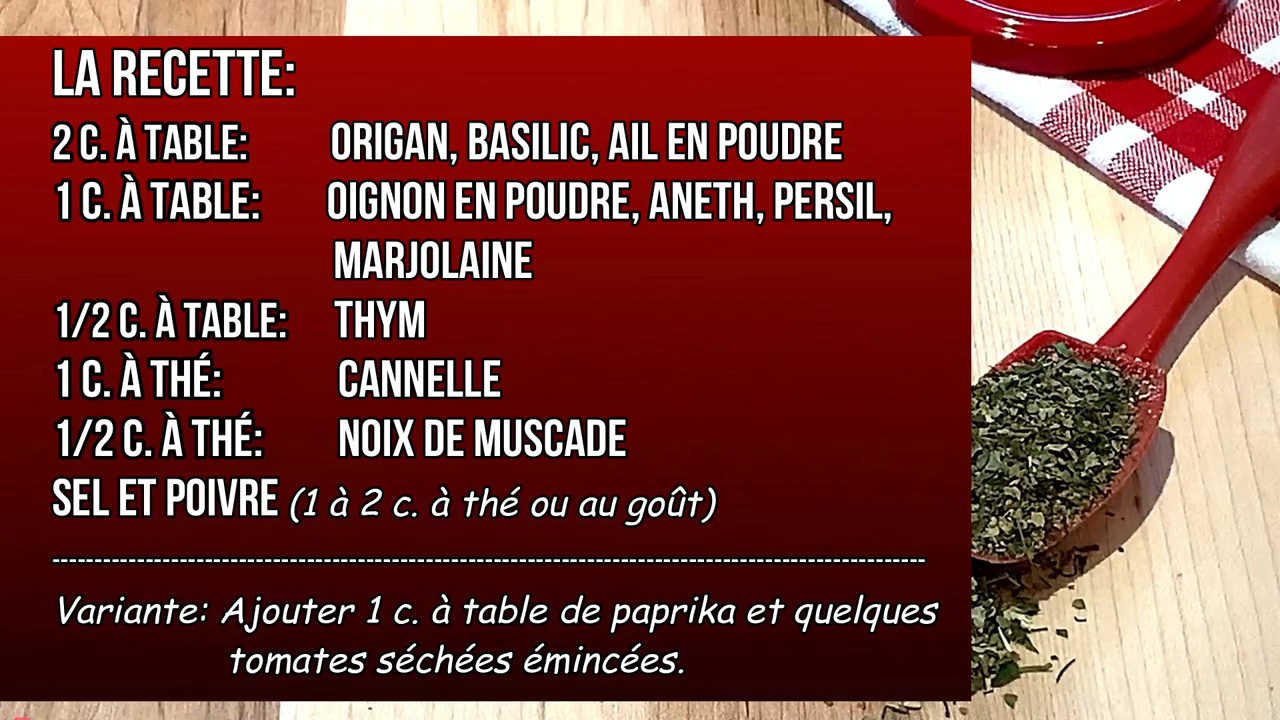 LA RECETTE:
2 C. À TABLE: ORIGAN, BASILIC, AIL EN POUDRE
1 C. À TABLE: OIGNON EN POUDRE, ANETH, PERSIL,
MARJOLAINE
1/2 C. À TABLE: THYM
1 C. À THÉ: CANNELLE
1/2 C. À THÉ: NOIX DE MUSCADE
SEL ET POIVRE (1 à 2 c. à thé ou au goût)
Variante: Ajouter 1 c. à table de paprika et quelques
tomates séchées émincées.